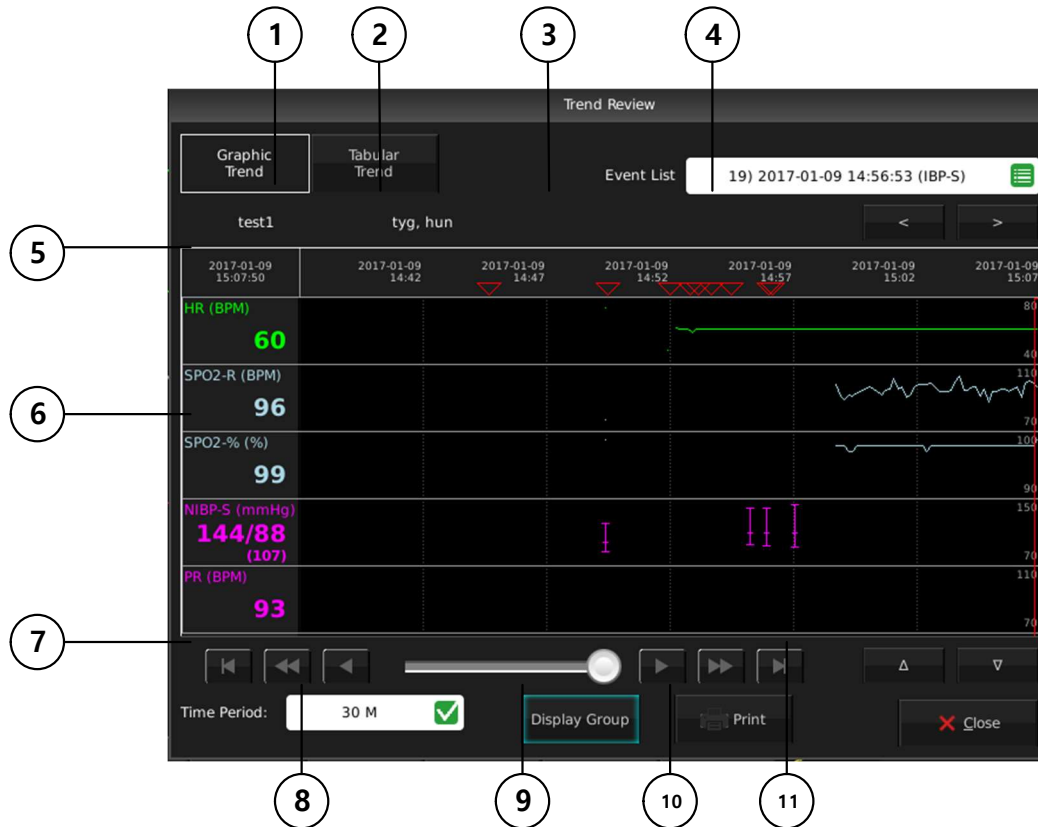 1 2 3 4
Trend Review
Graphic
Trend
Tabular
Trend
Event List 19) 2017-01-09 14:56:53 (IBP-S)
test1 tyg, hun < >
5
2017-01-09
15:07:50
2017-01-09
14:42
2017-01-09
14:47
2017-01-09
14:52
2017-01-09
14:57
2017-01-09
15:02
2017-01-09
15:07
HR (BPM) 80
60
40
SPO2-R (BPM) 110
6
96
70
SPO2-% (%) 100
99
90
NIBP-S (mmHg) 150
144/88
(107) 70
PR (BPM) 110
93
70
7
Time Period: 30 M Display Group Print Close
8 9 10 11